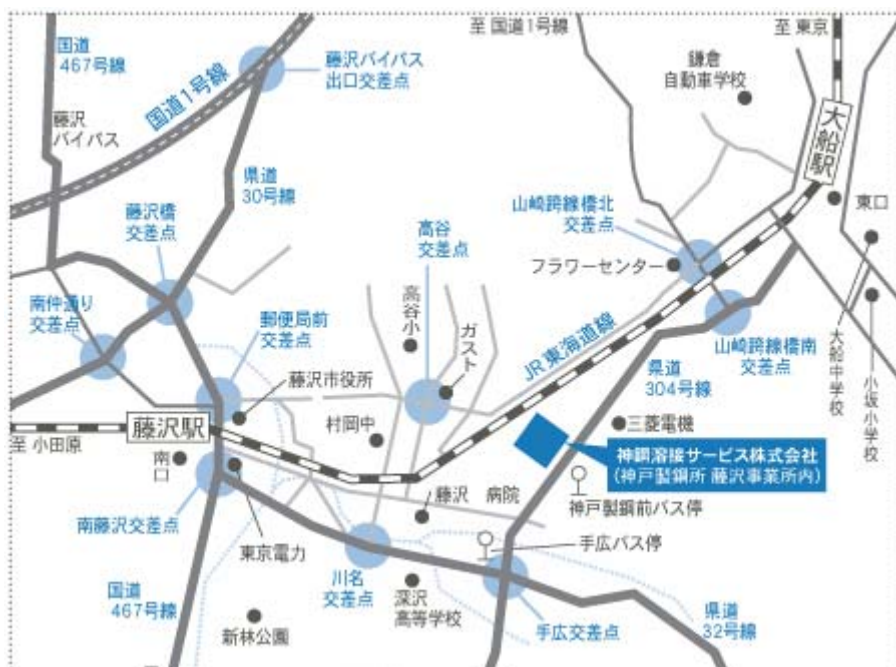 至 国道1号線
至 東京
国道
467号線
藤沢バイパス
出口交差点
鎌倉
自動車学校
国道1号線
藤沢
バイパス
大船駅
県道
30号線
東口
藤沢橋
交差点
山崎跨線橋北
交差点
高谷
交差点
フラワーセンター
南仲通り
交差点
郵便局前
交差点
高谷小
ガスト
JR東海道線
山崎跨線橋南
交差点
大船中学校
小坂小学校
県道
304号線
藤沢市役所
藤沢駅
村岡中
三菱電機
至 小田原
南口
神鋼溶接サービス株式会社
(神戸製鋼所 藤沢事業所内)
藤沢 病院
神戸製鋼前バス停
南藤沢交差点
東京電力
手広バス停
国道
467号線
川名
交差点
深沢
高等学校
新林公園
手広交差点
県道
32号線